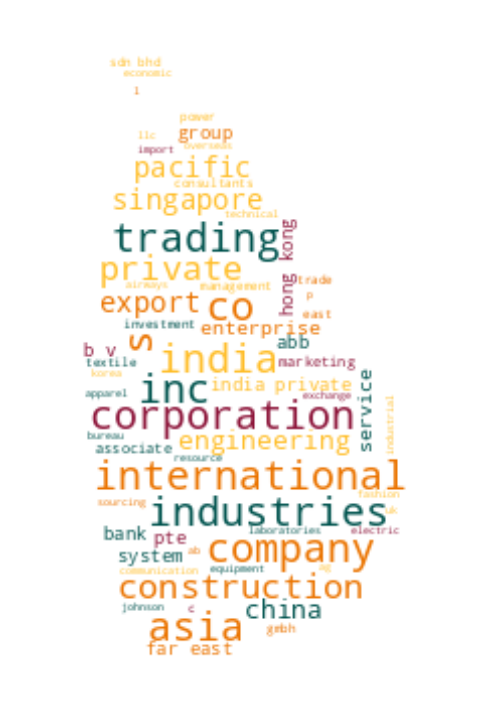 sdn bhd
economic
l
power
llc group
overseas
import
pacific
consultants
singapore
technical
trading
hong kong
private
airways management trade
export co p
east
investment enterprise
s
abb
b v
textile india marketing
korea
inc india private
apparel exchange
corporation
service
industrial
bureau
associate engineering
resource
international
sourcing fashion
industries uk
laboratories electric
bank pte
system ab company
communication equipment ag
construction
johnson c china
asia gmbh
far east